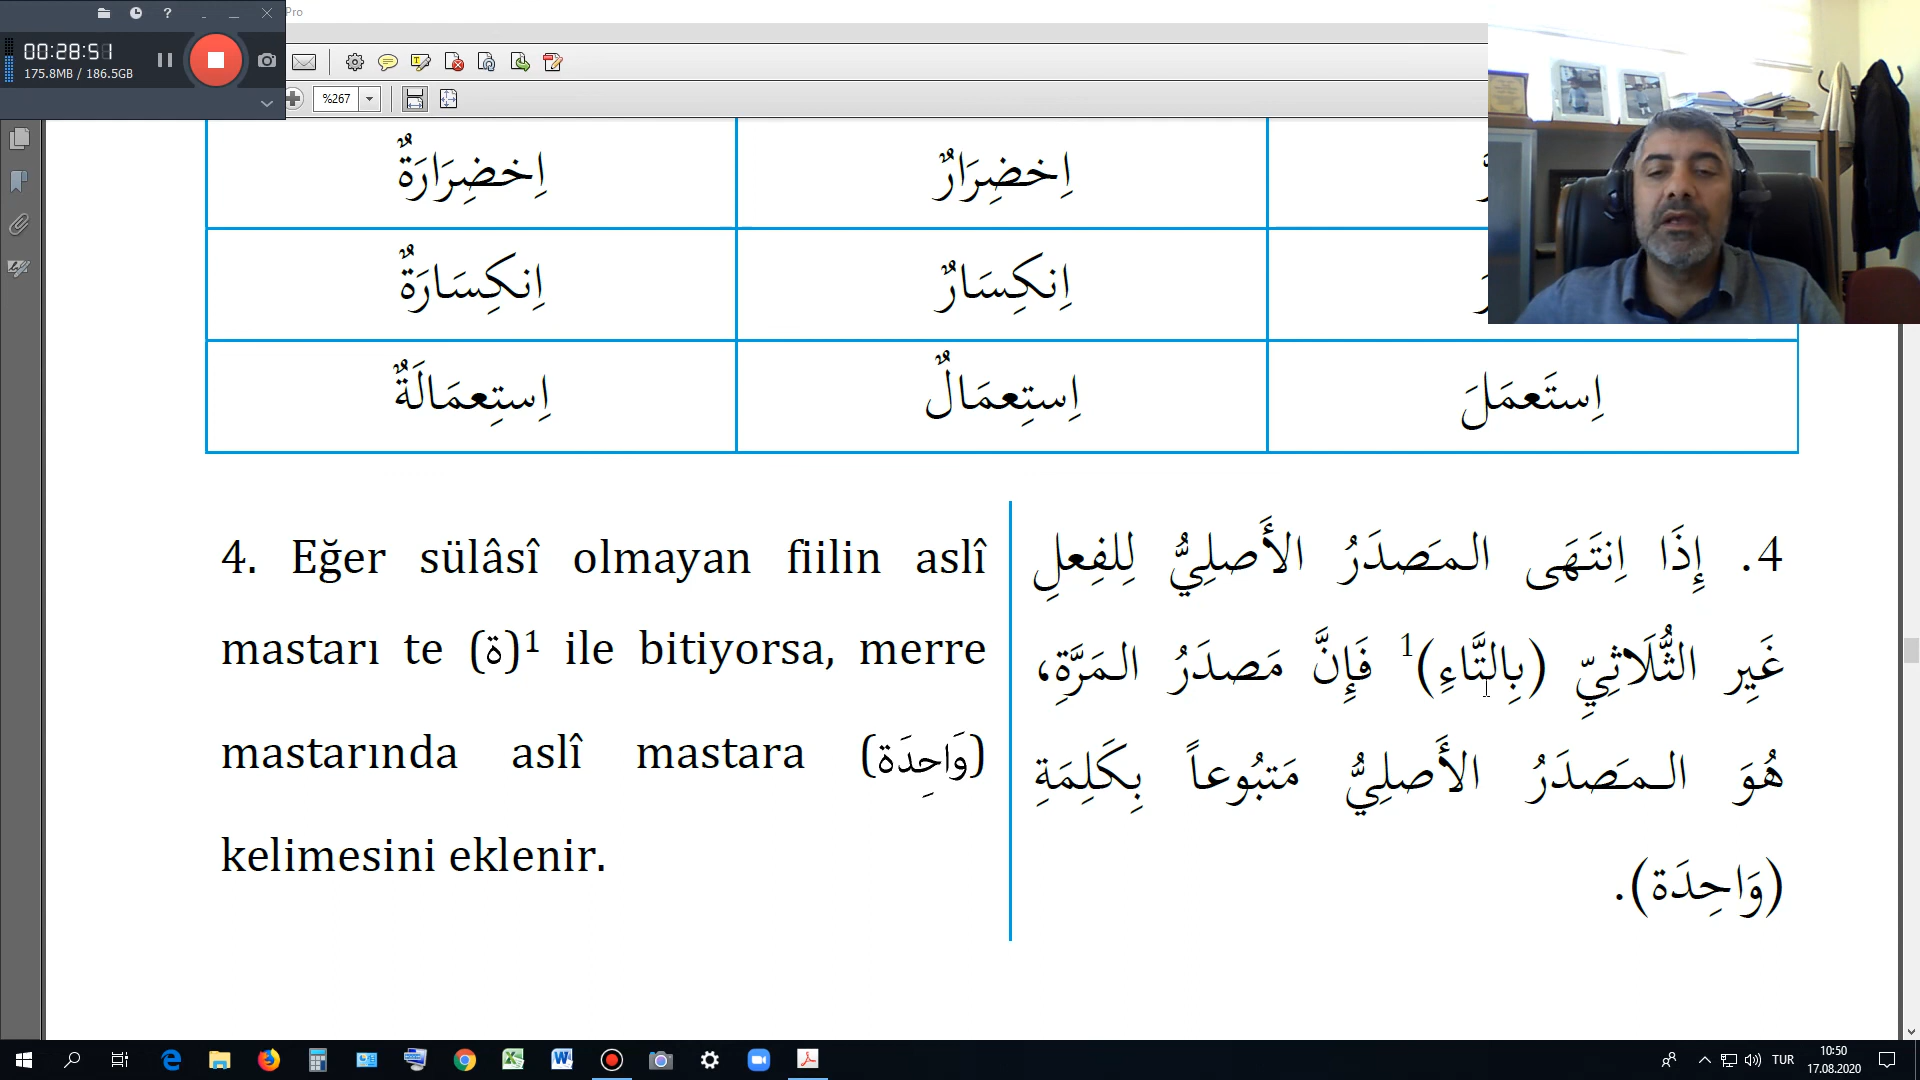 Pro
00:28:51
175.8MB / 186.5GB
%267
اِخضِرَارٌ
اِخضِرَارَةٌ
اِنكِسَارٌ
اِنكِسَارَةٌ
اِستَعمَلَ
اِستِعمَالٌ
اِستِعمَالَةٌ
4. إِذَا اِنتَهَى المَصدَرُ الأَصلِيُّ لِلفِعلِ
غَيرِ الثُّلَاثِيِّ (بِالتَّاءِ)1 فَإِنَّ مَصدَرُ المَرَّةِ،
هُوَ المَصدَرُ الأَصلِيُّ مَتبُوعاً بِكَلِمَةِ
(وَاحِدَة).
4. Eğer sülâsî olmayan fiilin aslî
mastarı te (ة)1 ile bitiyorsa, merre
mastarında aslî mastara (وَاحِدَة)
kelimesini eklenir.
TUR
10:50
17.08.2020